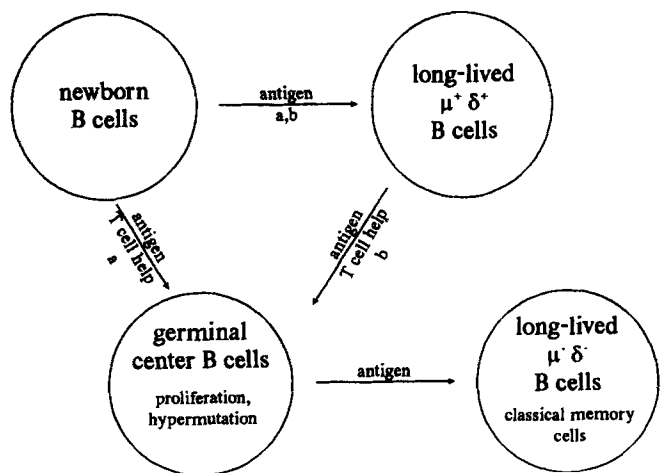 newborn
B cells
antigen
a,b
long-lived
μ⁺ δ⁺
B cells
antigen
T cell help
a
antigen
T cell help
b
germinal
center B cells
proliferation,
hypermutation
antigen
long-lived
μ⁻ δ⁻
B cells
classical memory
cells